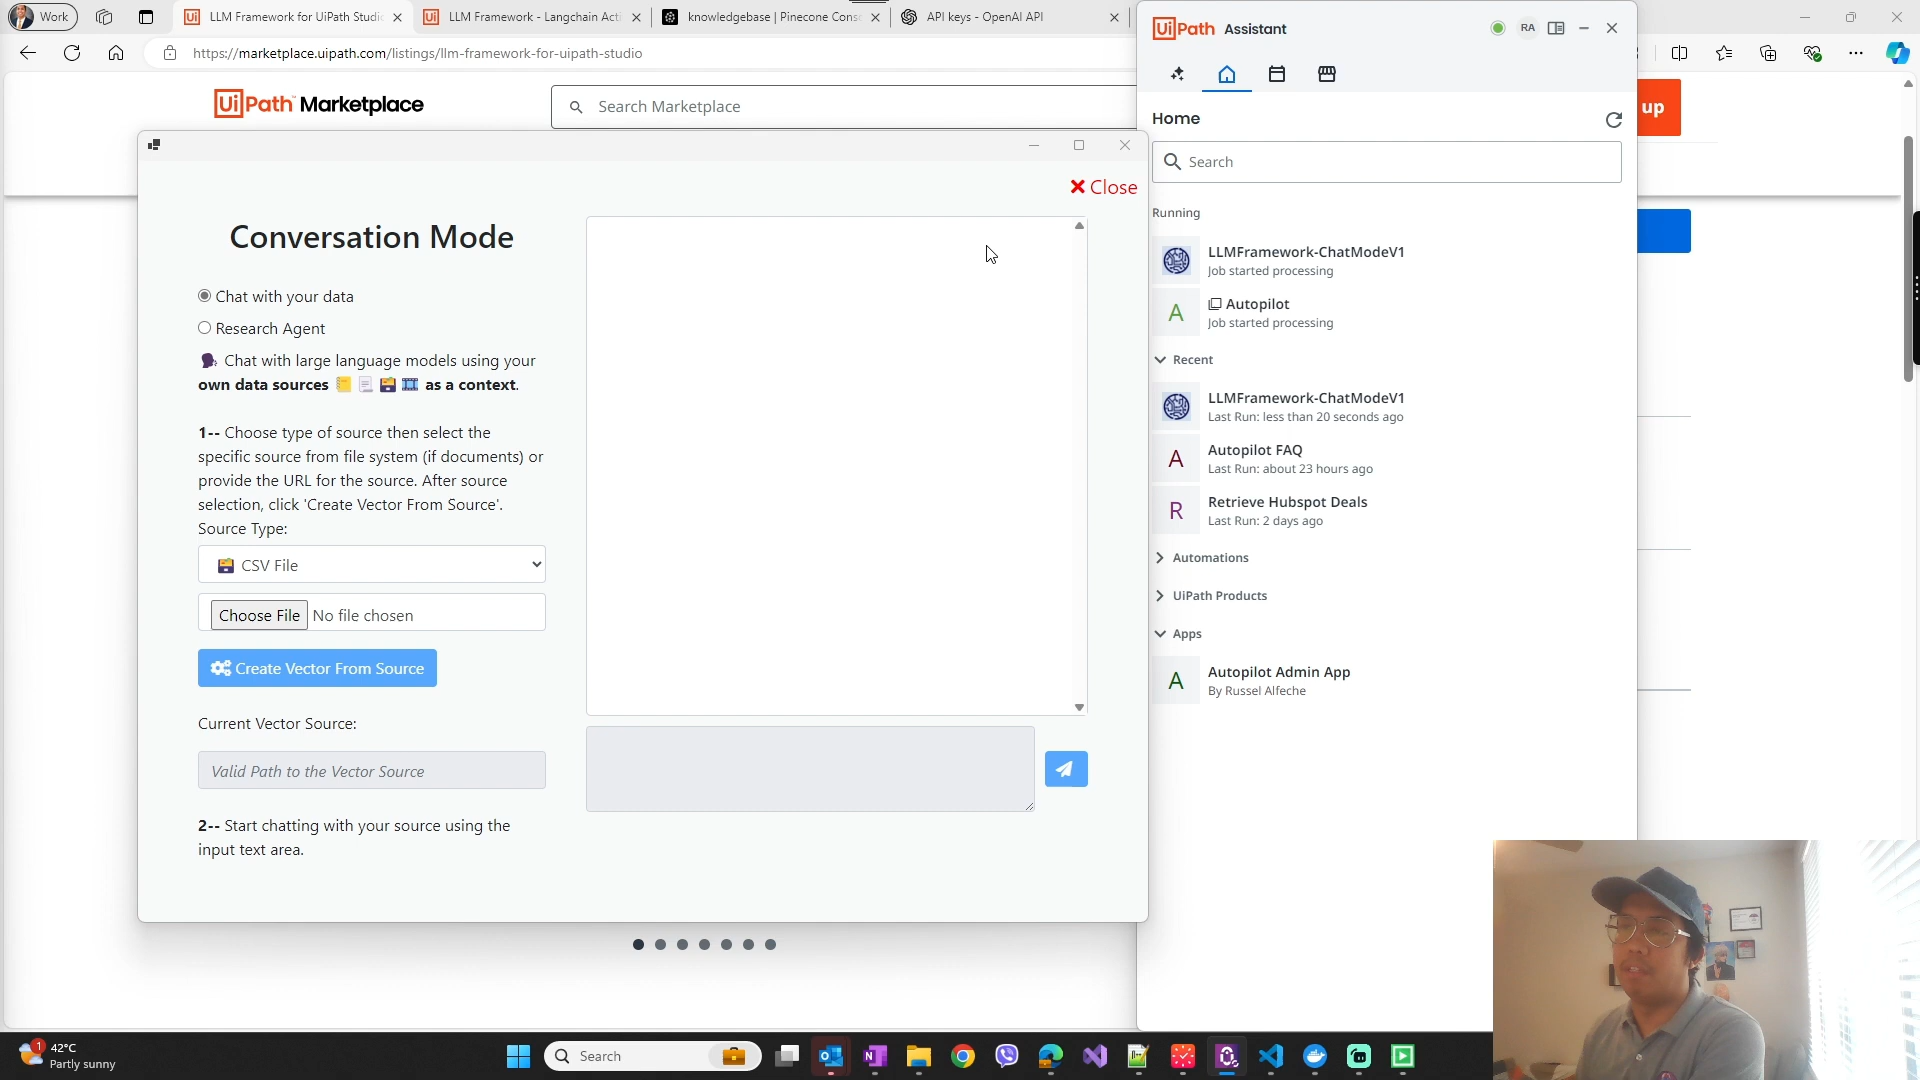 Work
LLM Framework for UiPath Studio
LLM Framework - Langchain Acti
knowledgebase | Pinecone Cons
API keys - OpenAI API
https://marketplace.uipath.com/listings/llm-framework-for-uipath-studio
UiPath Marketplace
Search Marketplace
up
Close
Conversation Mode
Chat with your data
Research Agent
Chat with large language models using your
own data sources as a context.
1-- Choose type of source then select the
specific source from file system (if documents) or
provide the URL for the source. After source
selection, click 'Create Vector From Source'.
Source Type:
CSV File
Choose File No file chosen
Create Vector From Source
Current Vector Source:
Valid Path to the Vector Source
2-- Start chatting with your source using the
input text area.
UiPath Assistant
RA
Home
Search
Running
LLMFramework-ChatModeV1
Job started processing
A
Autopilot
Job started processing
Recent
LLMFramework-ChatModeV1
Last Run: less than 20 seconds ago
A
Autopilot FAQ
Last Run: about 23 hours ago
R
Retrieve Hubspot Deals
Last Run: 2 days ago
Automations
UiPath Products
Apps
A
Autopilot Admin App
By Russel Alfeche
1
42°C
Partly sunny
Search